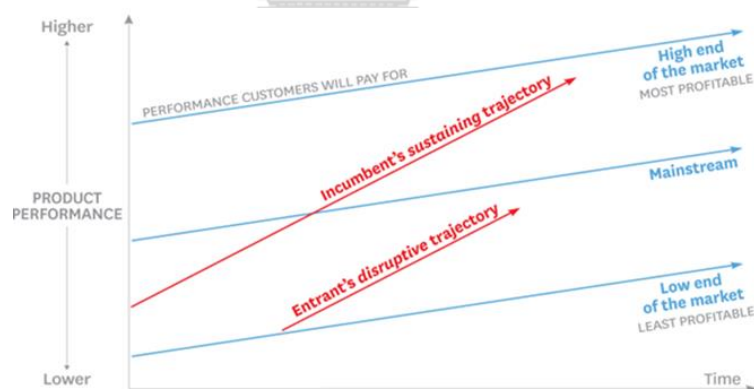 Higher
PERFORMANCE CUSTOMERS WILL PAY FOR
High end
of the market
MOST PROFITABLE
Incumbent's sustaining trajectory
PRODUCT
PERFORMANCE
Mainstream
Entrant's disruptive trajectory
Low end
of the market
LEAST PROFITABLE
Lower
Time